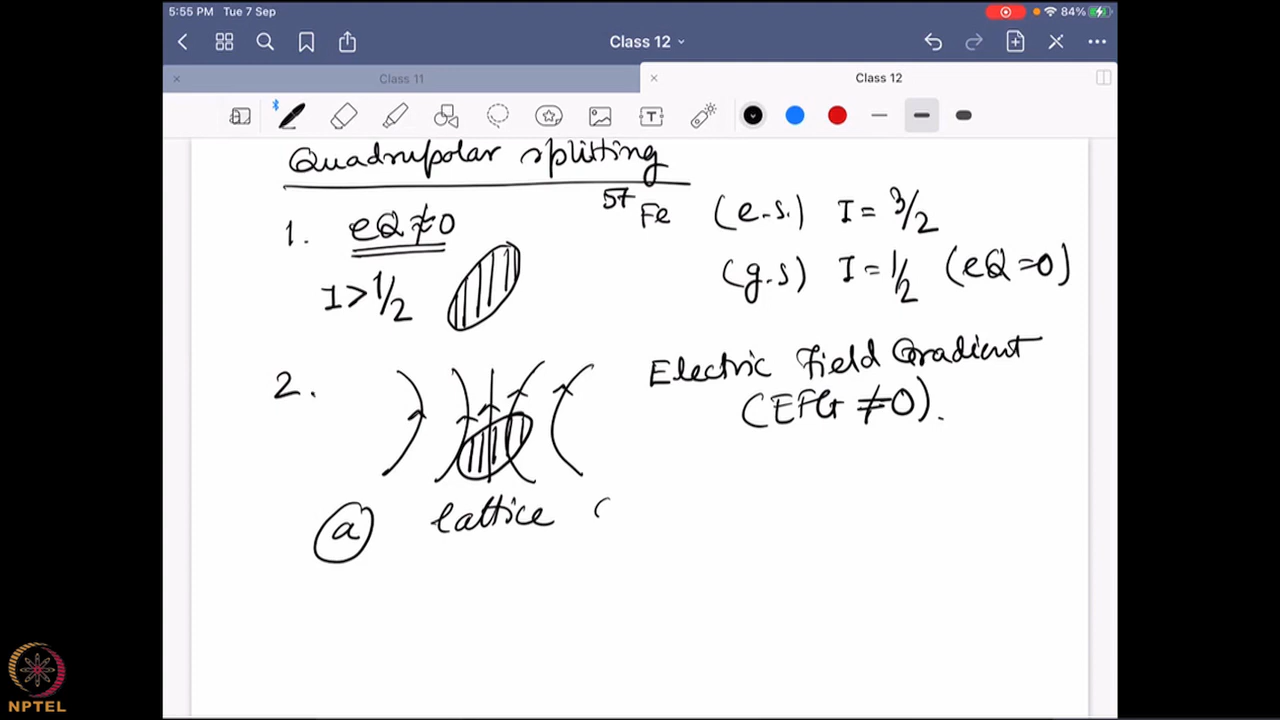 5:55 PM Tue 7 Sep
84%
Class 12
Class 11
Class 12
T
Quadrupolar splitting
57Fe (e.s.) I = 3/2
1. eQ ≠ 0
(g.s) I = 1/2 (eQ = 0)
I > 1/2
Electric Field Gradient
2.
(EFG ≠ 0).
a lattice (
NPTEL